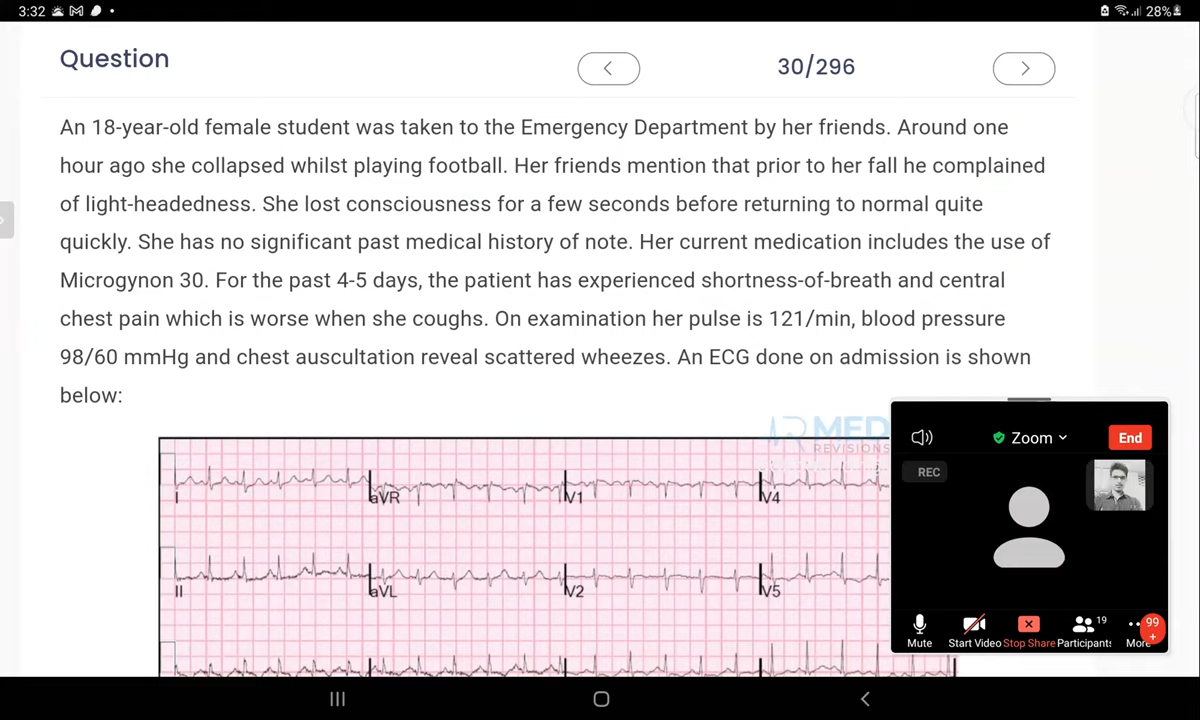 3:32
28%
Question
30/296
An 18-year-old female student was taken to the Emergency Department by her friends. Around one
hour ago she collapsed whilst playing football. Her friends mention that prior to her fall he complained
of light-headedness. She lost consciousness for a few seconds before returning to normal quite
quickly. She has no significant past medical history of note. Her current medication includes the use of
Microgynon 30. For the past 4-5 days, the patient has experienced shortness-of-breath and central
chest pain which is worse when she coughs. On examination her pulse is 121/min, blood pressure
98/60 mmHg and chest auscultation reveal scattered wheezes. An ECG done on admission is shown
below:
MED
REVISIONS
I aVR V1 V4
II aVL V2 V5
Zoom
End
REC
19
99
+
Mute Start Video Stop Share Participants More